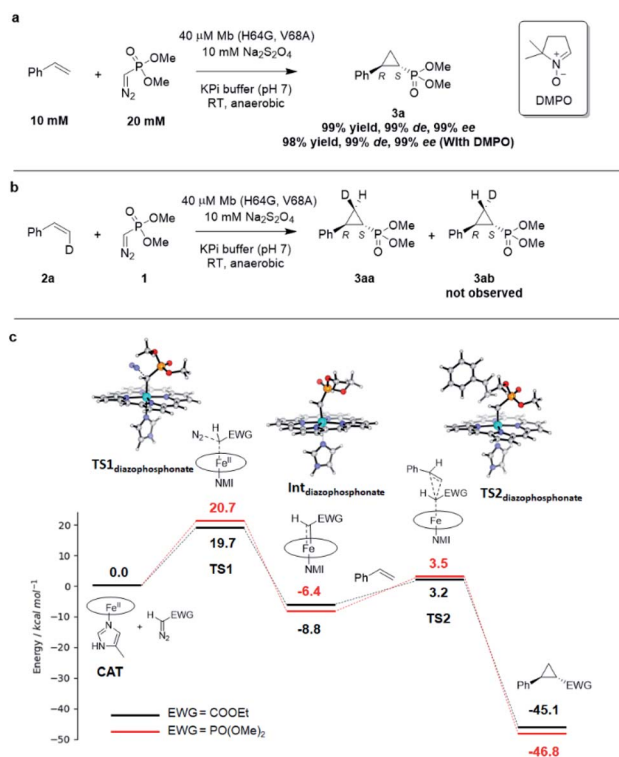 a
40 μM Mb (H64G, V68A)
10 mM Na2S2O4
KPi buffer (pH 7)
RT, anaerobic
Ph
+
N2
O
P
OMe
OMe
10 mM
20 mM
Ph
R
S
O
P
OMe
OMe
3a
99% yield, 99% de, 99% ee
98% yield, 99% de, 99% ee (With DMPO)
N+
O−
DMPO
b
40 μM Mb (H64G, V68A)
10 mM Na2S2O4
KPi buffer (pH 7)
RT, anaerobic
Ph
D
+
N2
O
P
OMe
OMe
2a
1
D H
Ph
R
S
O
P
OMe
OMe
+
H D
Ph
R
S
O
P
OMe
OMe
3aa
3ab
not observed
c
TS1diazophosphonate
Intdiazophosphonate
TS2diazophosphonate
H
N2
EWG
FeII
NMI
H
EWG
Fe
NMI
Ph
H
EWG
Fe
NMI
Ph
Energy / kcal mol−1
20
10
0
-10
-20
-30
-40
-50
0.0
20.7
19.7
TS1
-6.4
-8.8
3.5
3.2
TS2
FeII
N
HN
+
H
EWG
N2
CAT
Ph
EWG
-45.1
-46.8
EWG = COOEt
EWG = PO(OMe)2